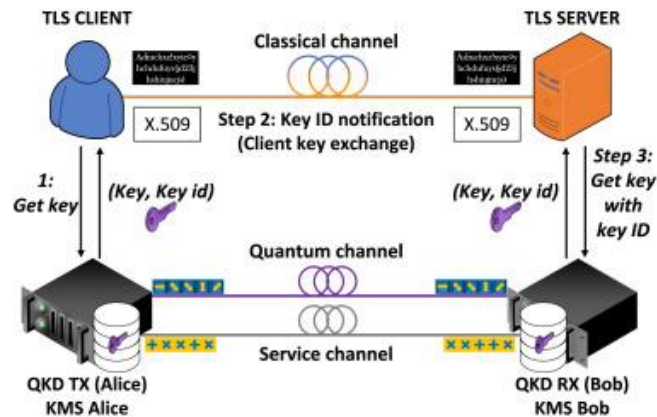 TLS CLIENT
TLS SERVER
Classical channel
X.509
Step 2: Key ID notification
(Client key exchange)
X.509
1:
Get key
(Key, Key id)
(Key, Key id)
Step 3:
Get key
with
key ID
Quantum channel
Service channel
QKD TX (Alice)
KMS Alice
QKD RX (Bob)
KMS Bob